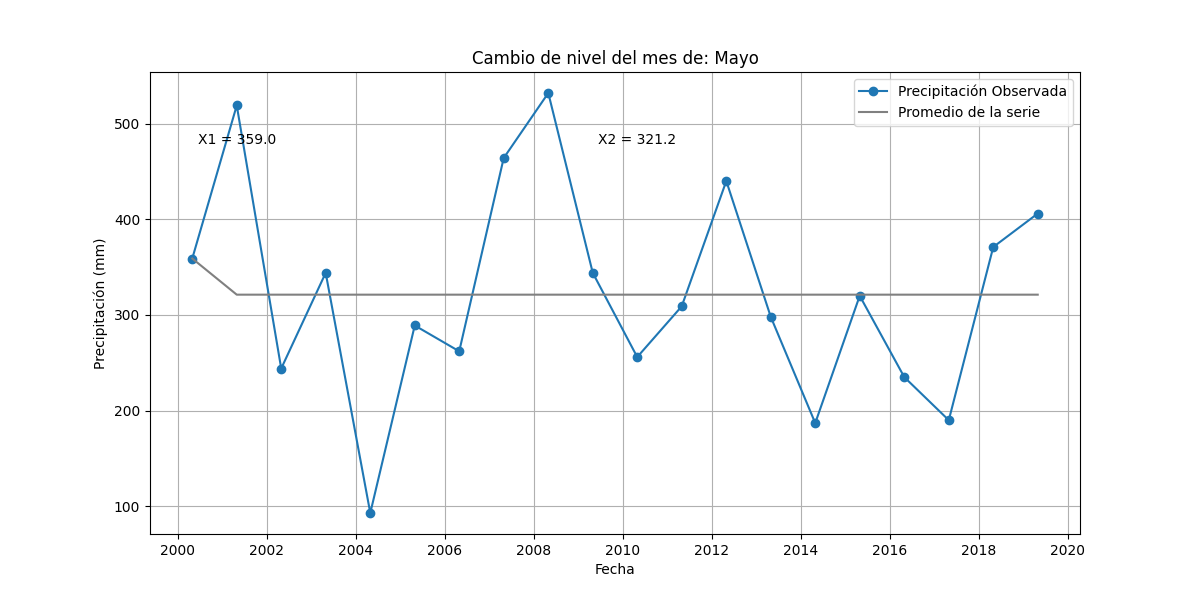 Cambio de nivel del mes de: Mayo
Precipitación Observada
Promedio de la serie
X1 = 359.0
X2 = 321.2
500
400
300
200
100
Precipitación (mm)
2000 2002 2004 2006 2008 2010 2012 2014 2016 2018 2020
Fecha